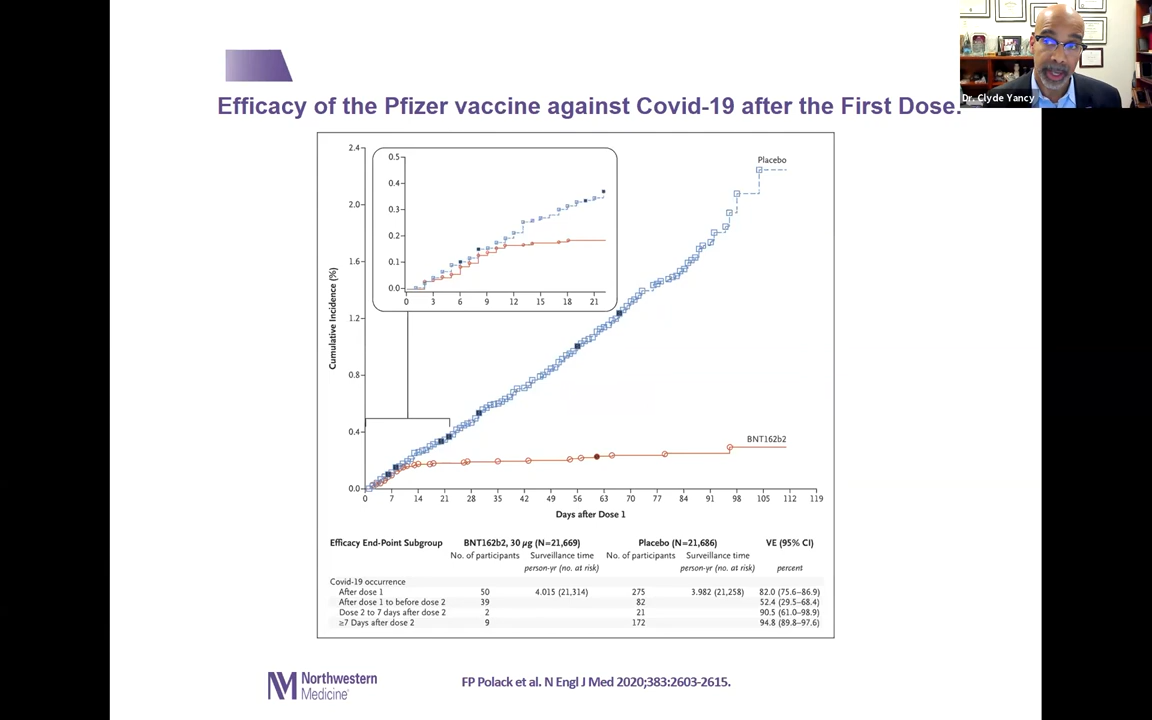 Efficacy of the Pfizer vaccine against Covid-19 after the First Dose.
Dr. Clyde Yancy
2.4
2.0
1.6
1.2
0.8
0.4
0.0
Cumulative Incidence (%)
0.5
0.4
0.3
0.2
0.1
0.0
0 3 6 9 12 15 18 21
Placebo
BNT162b2
0 7 14 21 28 35 42 49 56 63 70 77 84 91 98 105 112 119
Days after Dose 1
Efficacy End-Point Subgroup BNT162b2, 30 µg (N=21,669) Placebo (N=21,686) VE (95% CI)
No. of participants Surveillance time No. of participants Surveillance time
person-yr (no. at risk) person-yr (no. at risk) percent
Covid-19 occurrence
After dose 1 50 4.015 (21,314) 275 3.982 (21,258) 82.0 (75.6–86.9)
After dose 1 to before dose 2 39 82 52.4 (29.5–68.4)
Dose 2 to 7 days after dose 2 2 21 90.5 (61.0–98.9)
≥7 Days after dose 2 9 172 94.8 (89.8–97.6)
NM Northwestern
Medicine
FP Polack et al. N Engl J Med 2020;383:2603-2615.